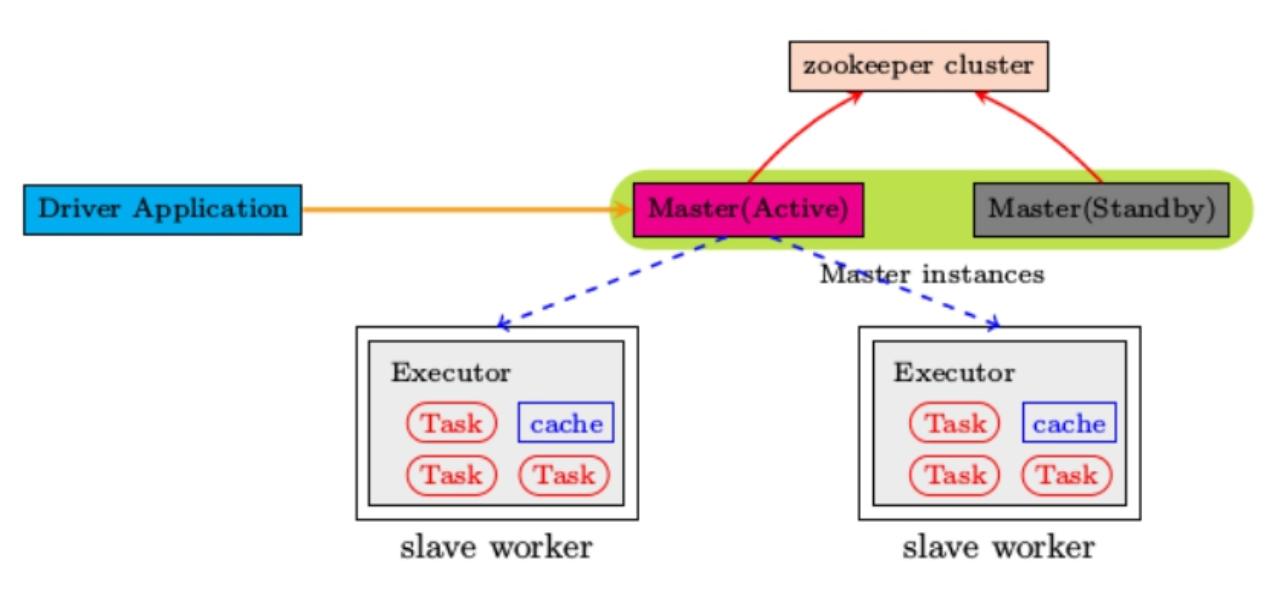 zookeeper cluster
Driver Application
Master(Active)
Master(Standby)
Master instances
Executor
Task
cache
Task
Task
slave worker
Executor
Task
cache
Task
Task
slave worker